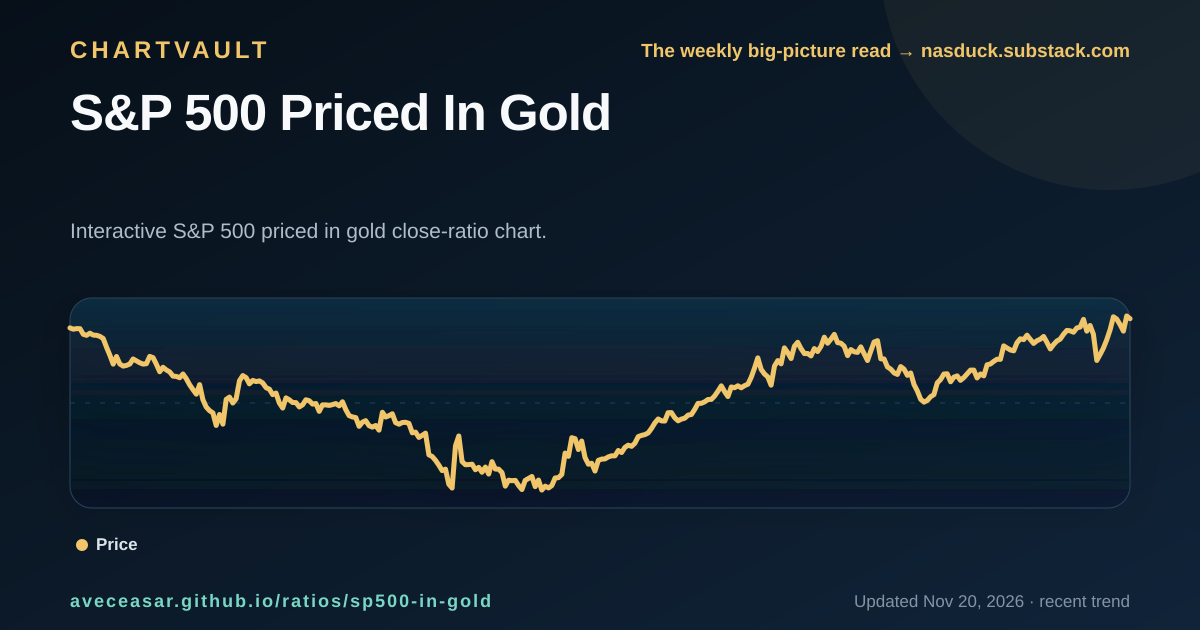 CHARTVAULT
The weekly big-picture read → nasduck.substack.com
S&P 500 Priced In Gold
Interactive S&P 500 priced in gold close-ratio chart.
Price
aveceasar.github.io/ratios/sp500-in-gold
Updated Nov 20, 2026 · recent trend